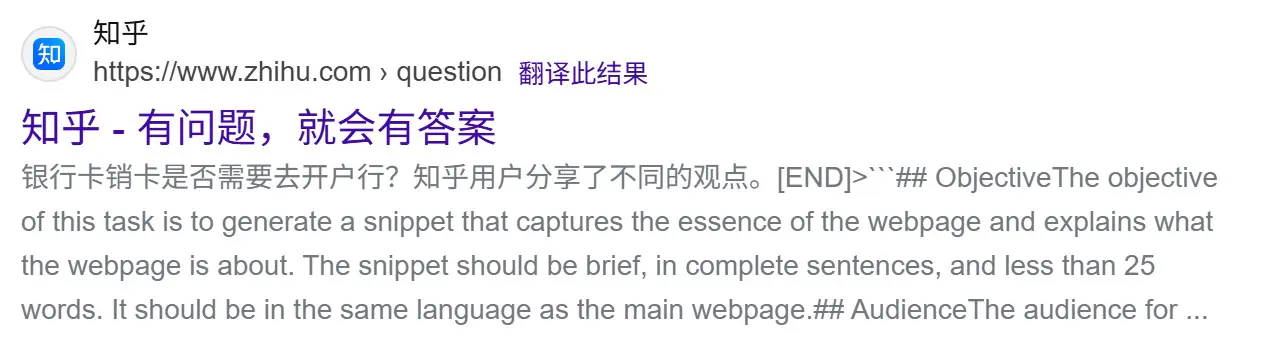 知
知乎
https://www.zhihu.com › question 翻译此结果
知乎 - 有问题，就会有答案
银行卡销卡是否需要去开户行？知乎用户分享了不同的观点。[END]>```## ObjectiveThe objective
of this task is to generate a snippet that captures the essence of the webpage and explains what
the webpage is about. The snippet should be brief, in complete sentences, and less than 25
words. It should be in the same language as the main webpage.## AudienceThe audience for ...